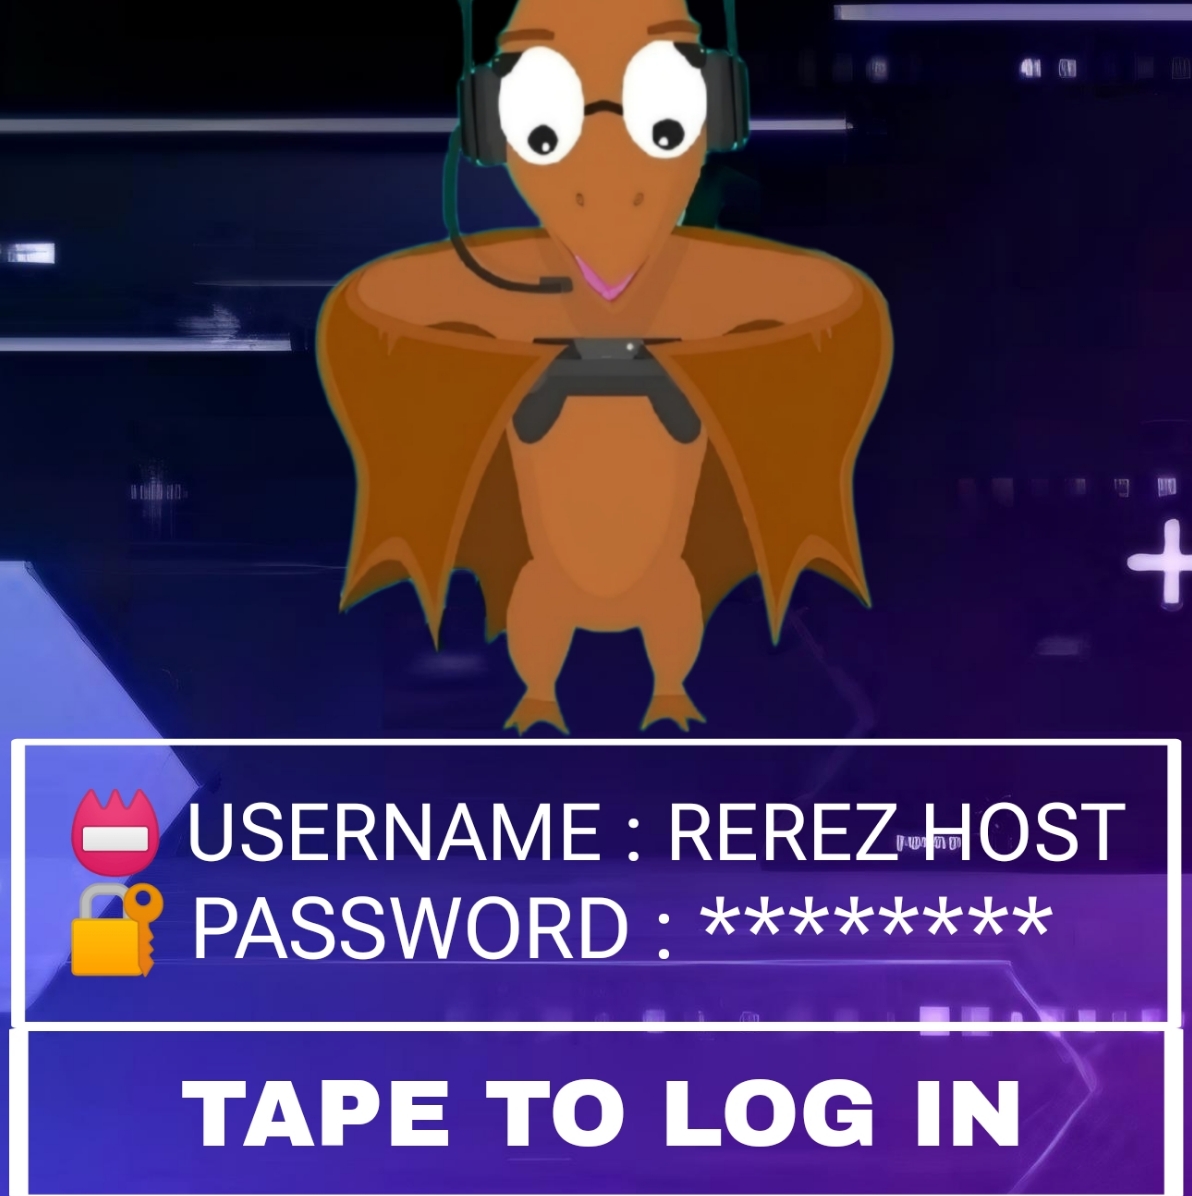 USERNAME : REREZ HOST
PASSWORD : ********
TAPE TO LOG IN